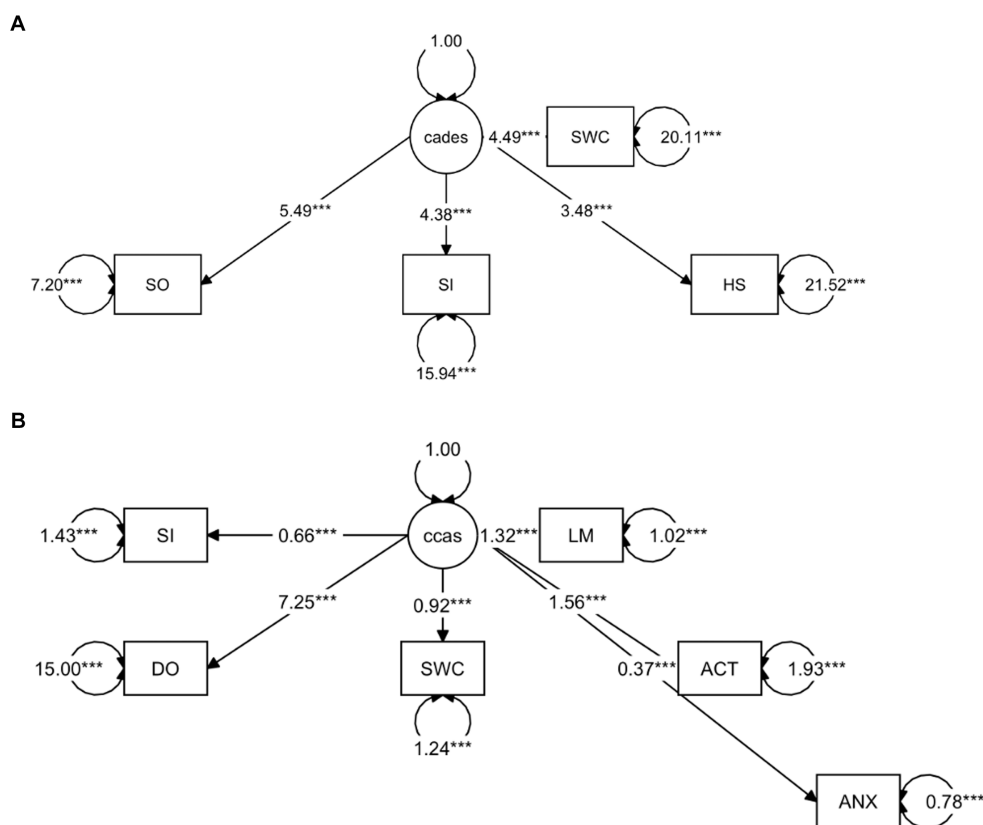 A
1.00
cades
4.49***
SWC
20.11***
5.49***
4.38***
3.48***
7.20***
SO
SI
HS
21.52***
15.94***
B
1.00
1.43***
SI
0.66***
ccas
1.32***
LM
1.02***
7.25***
0.92***
1.56***
15.00***
DO
SWC
0.37***
ACT
1.93***
1.24***
ANX
0.78***